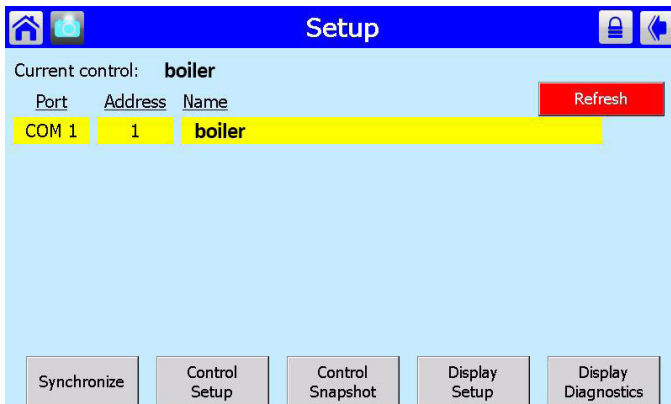 Setup
Current control: boiler
Port Address Name
Refresh
COM 1 1 boiler
Synchronize
Control
Setup
Control
Snapshot
Display
Setup
Display
Diagnostics